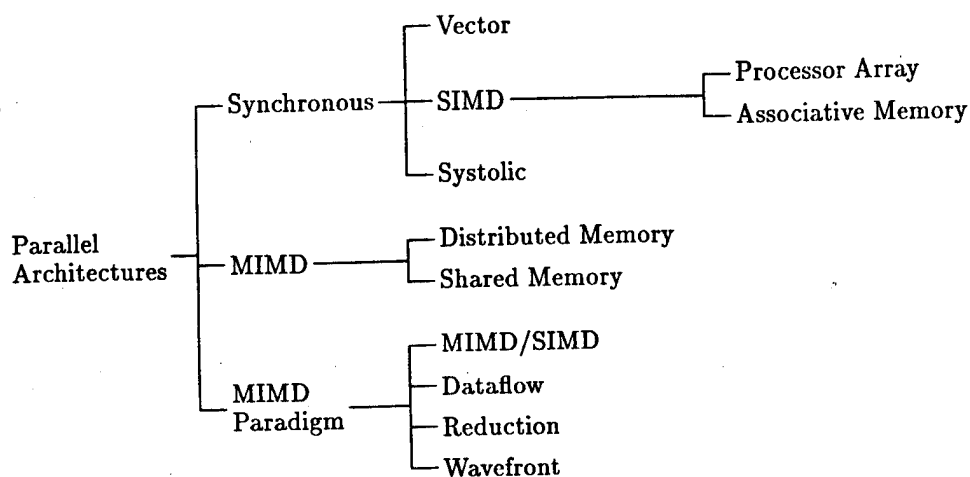 Vector
Processor Array
Synchronous
SIMD
Associative Memory
Systolic
Parallel
Architectures
MIMD
Distributed Memory
Shared Memory
MIMD
Paradigm
MIMD/SIMD
Dataflow
Reduction
Wavefront